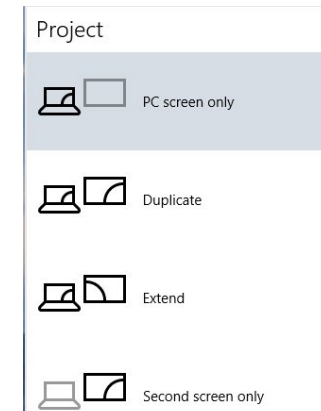 Project
PC screen only
Duplicate
Extend
Second screen only